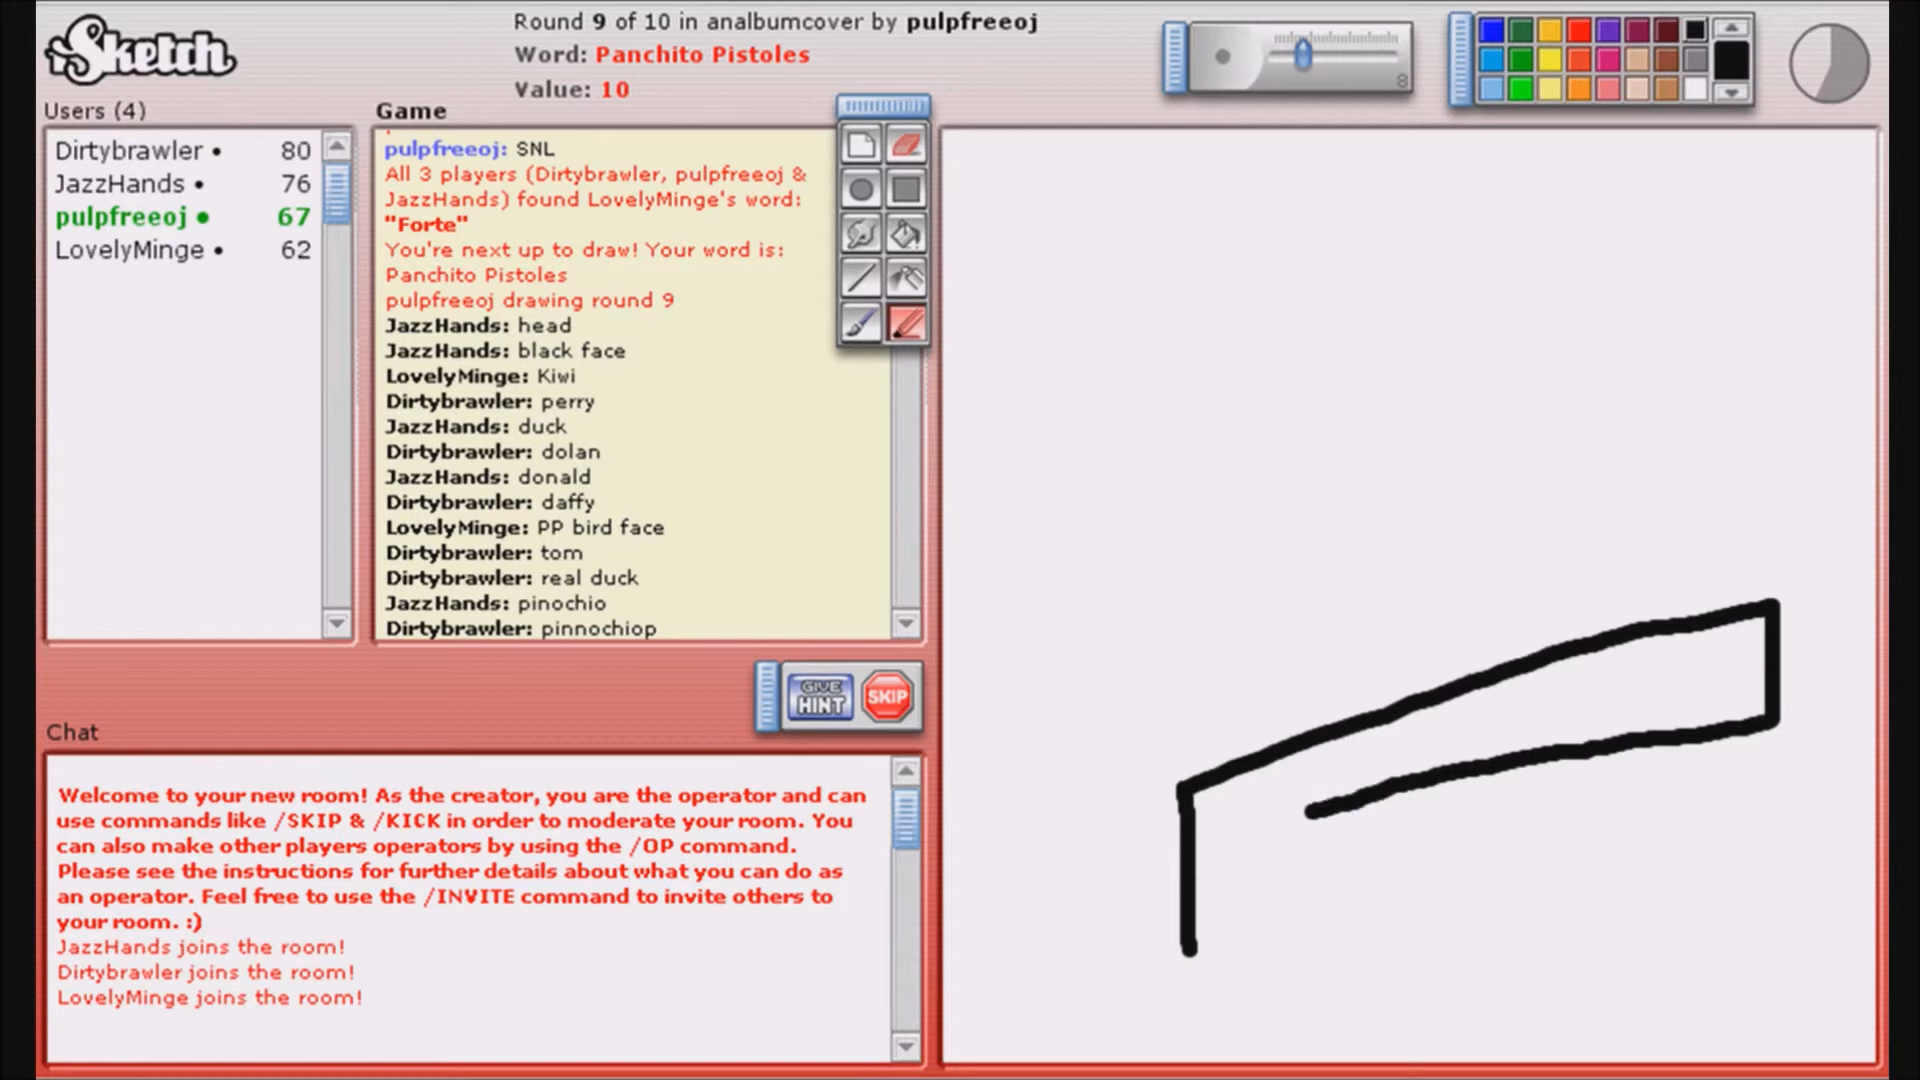 iSketch
Round 9 of 10 in analbumcover by pulpfreeoj
Word: Panchito Pistoles
Value: 10
8
Users (4)
Dirtybrawler • 80
JazzHands • 76
pulpfreeoj • 67
LovelyMinge • 62
Game
pulpfreeoj: SNL
All 3 players (Dirtybrawler, pulpfreeoj &
JazzHands) found LovelyMinge's word:
"Forte"
You're next up to draw! Your word is:
Panchito Pistoles
pulpfreeoj drawing round 9
JazzHands: head
JazzHands: black face
LovelyMinge: Kiwi
Dirtybrawler: perry
JazzHands: duck
Dirtybrawler: dolan
JazzHands: donald
Dirtybrawler: daffy
LovelyMinge: PP bird face
Dirtybrawler: tom
Dirtybrawler: real duck
JazzHands: pinochio
Dirtybrawler: pinnochiop
GIVE
HINT
SKIP
Chat
Welcome to your new room! As the creator, you are the operator and can
use commands like /SKIP & /KICK in order to moderate your room. You
can also make other players operators by using the /OP command.
Please see the instructions for further details about what you can do as
an operator. Feel free to use the /INVITE command to invite others to
your room. :)
JazzHands joins the room!
Dirtybrawler joins the room!
LovelyMinge joins the room!